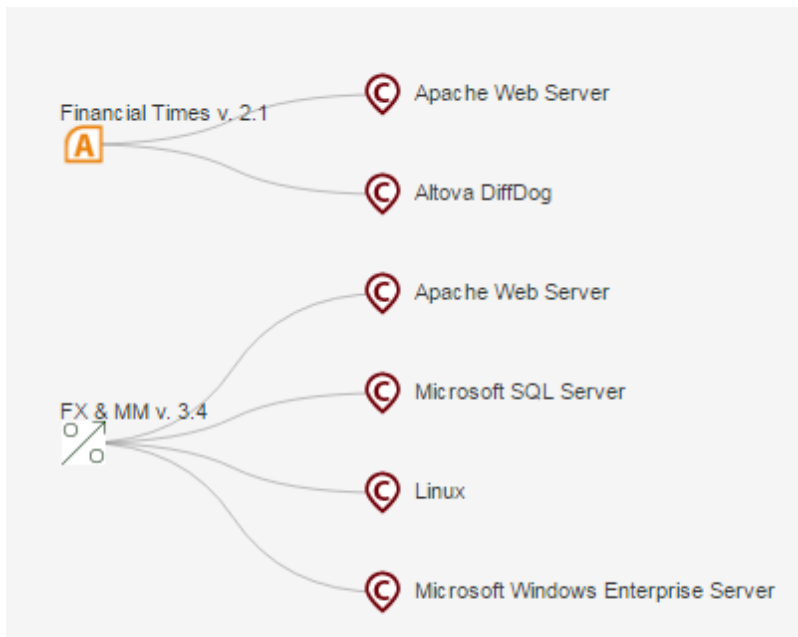 Financial Times v. 2.1
A
C Apache Web Server
C Altova DiffDog
FX & MM v. 3.4
C Apache Web Server
C Microsoft SQL Server
C Linux
C Microsoft Windows Enterprise Server